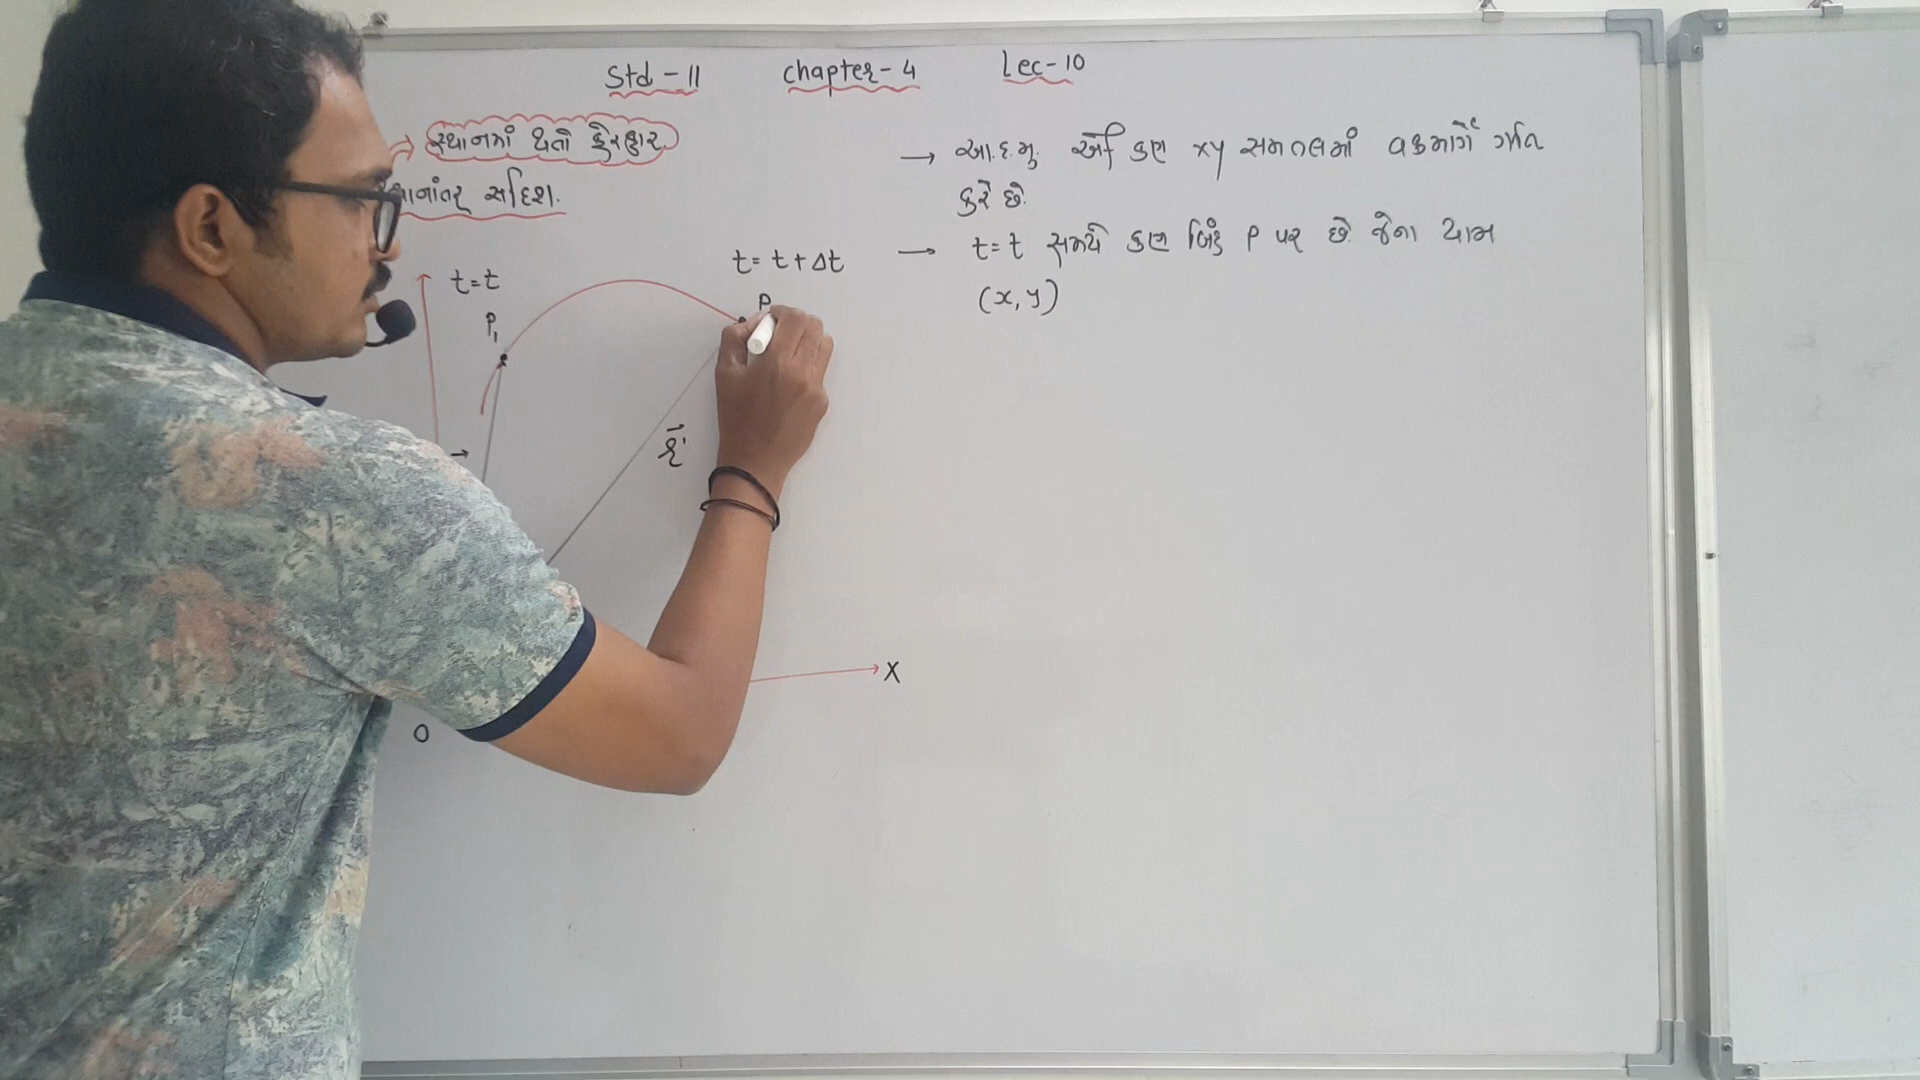 Std - 11 Chapter - 4 Lec - 10
સ્થાનમાં થતો ફેરફાર.
સ્થાનાંતર સદિશ.
t = t
P₁
t = t + Δt
P
r⃗'
X
O
→ આ.દ.મુ. એક કણ xy સમતલમાં વક્રમાર્ગે ગતિ
કરે છે.
→ t = t સમયે કણ બિંદુ P પર છે. જેના યામ
(x, y)